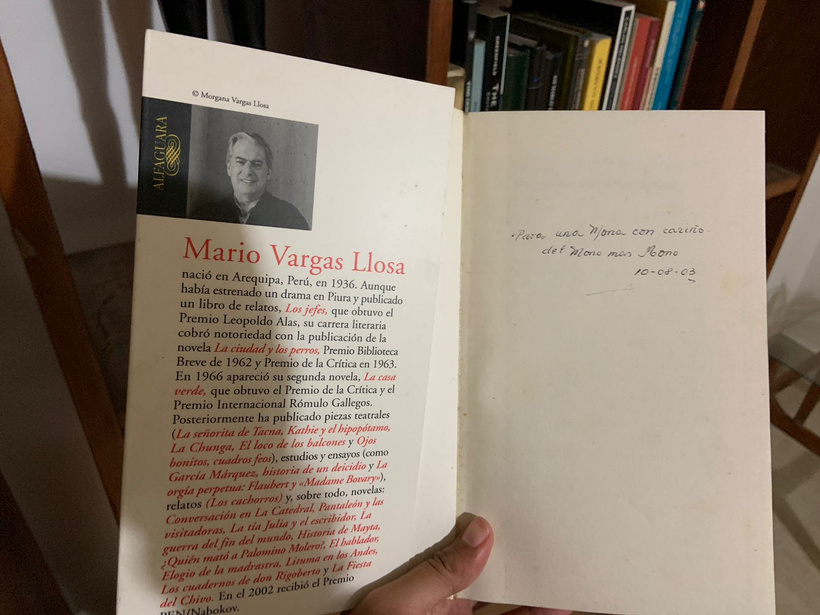 © Morgana Vargas Llosa
ALFAGUARA
Mario Vargas Llosa
nació en Arequipa, Perú, en 1936. Aunque
había estrenado un drama en Piura y publicado
un libro de relatos, Los jefes, que obtuvo el
Premio Leopoldo Alas, su carrera literaria
cobró notoriedad con la publicación de la
novela La ciudad y los perros, Premio Biblioteca
Breve de 1962 y Premio de la Crítica en 1963.
En 1966 apareció su segunda novela, La casa
verde, que obtuvo el Premio de la Crítica y el
Premio Internacional Rómulo Gallegos.
Posteriormente ha publicado piezas teatrales
(La señorita de Tacna, Kathie y el hipopótamo,
La Chunga, El loco de los balcones y Ojos
bonitos, cuadros feos), estudios y ensayos (como
García Márquez, historia de un deicidio y La
orgía perpetua: Flaubert y «Madame Bovary»),
relatos (Los cachorros) y, sobre todo, novelas:
Conversación en La Catedral, Pantaleón y las
visitadoras, La tía Julia y el escribidor, La
guerra del fin del mundo, Historia de Mayta,
¿Quién mató a Palomino Molero?, El hablador,
Elogio de la madrastra, Lituma en los Andes,
Los cuadernos de don Rigoberto y La Fiesta
del Chivo. En el 2002 recibió el Premio
PEN/Nabokov.
Para una Mona con cariño
del Mono mas Mono
10-08-03
THE